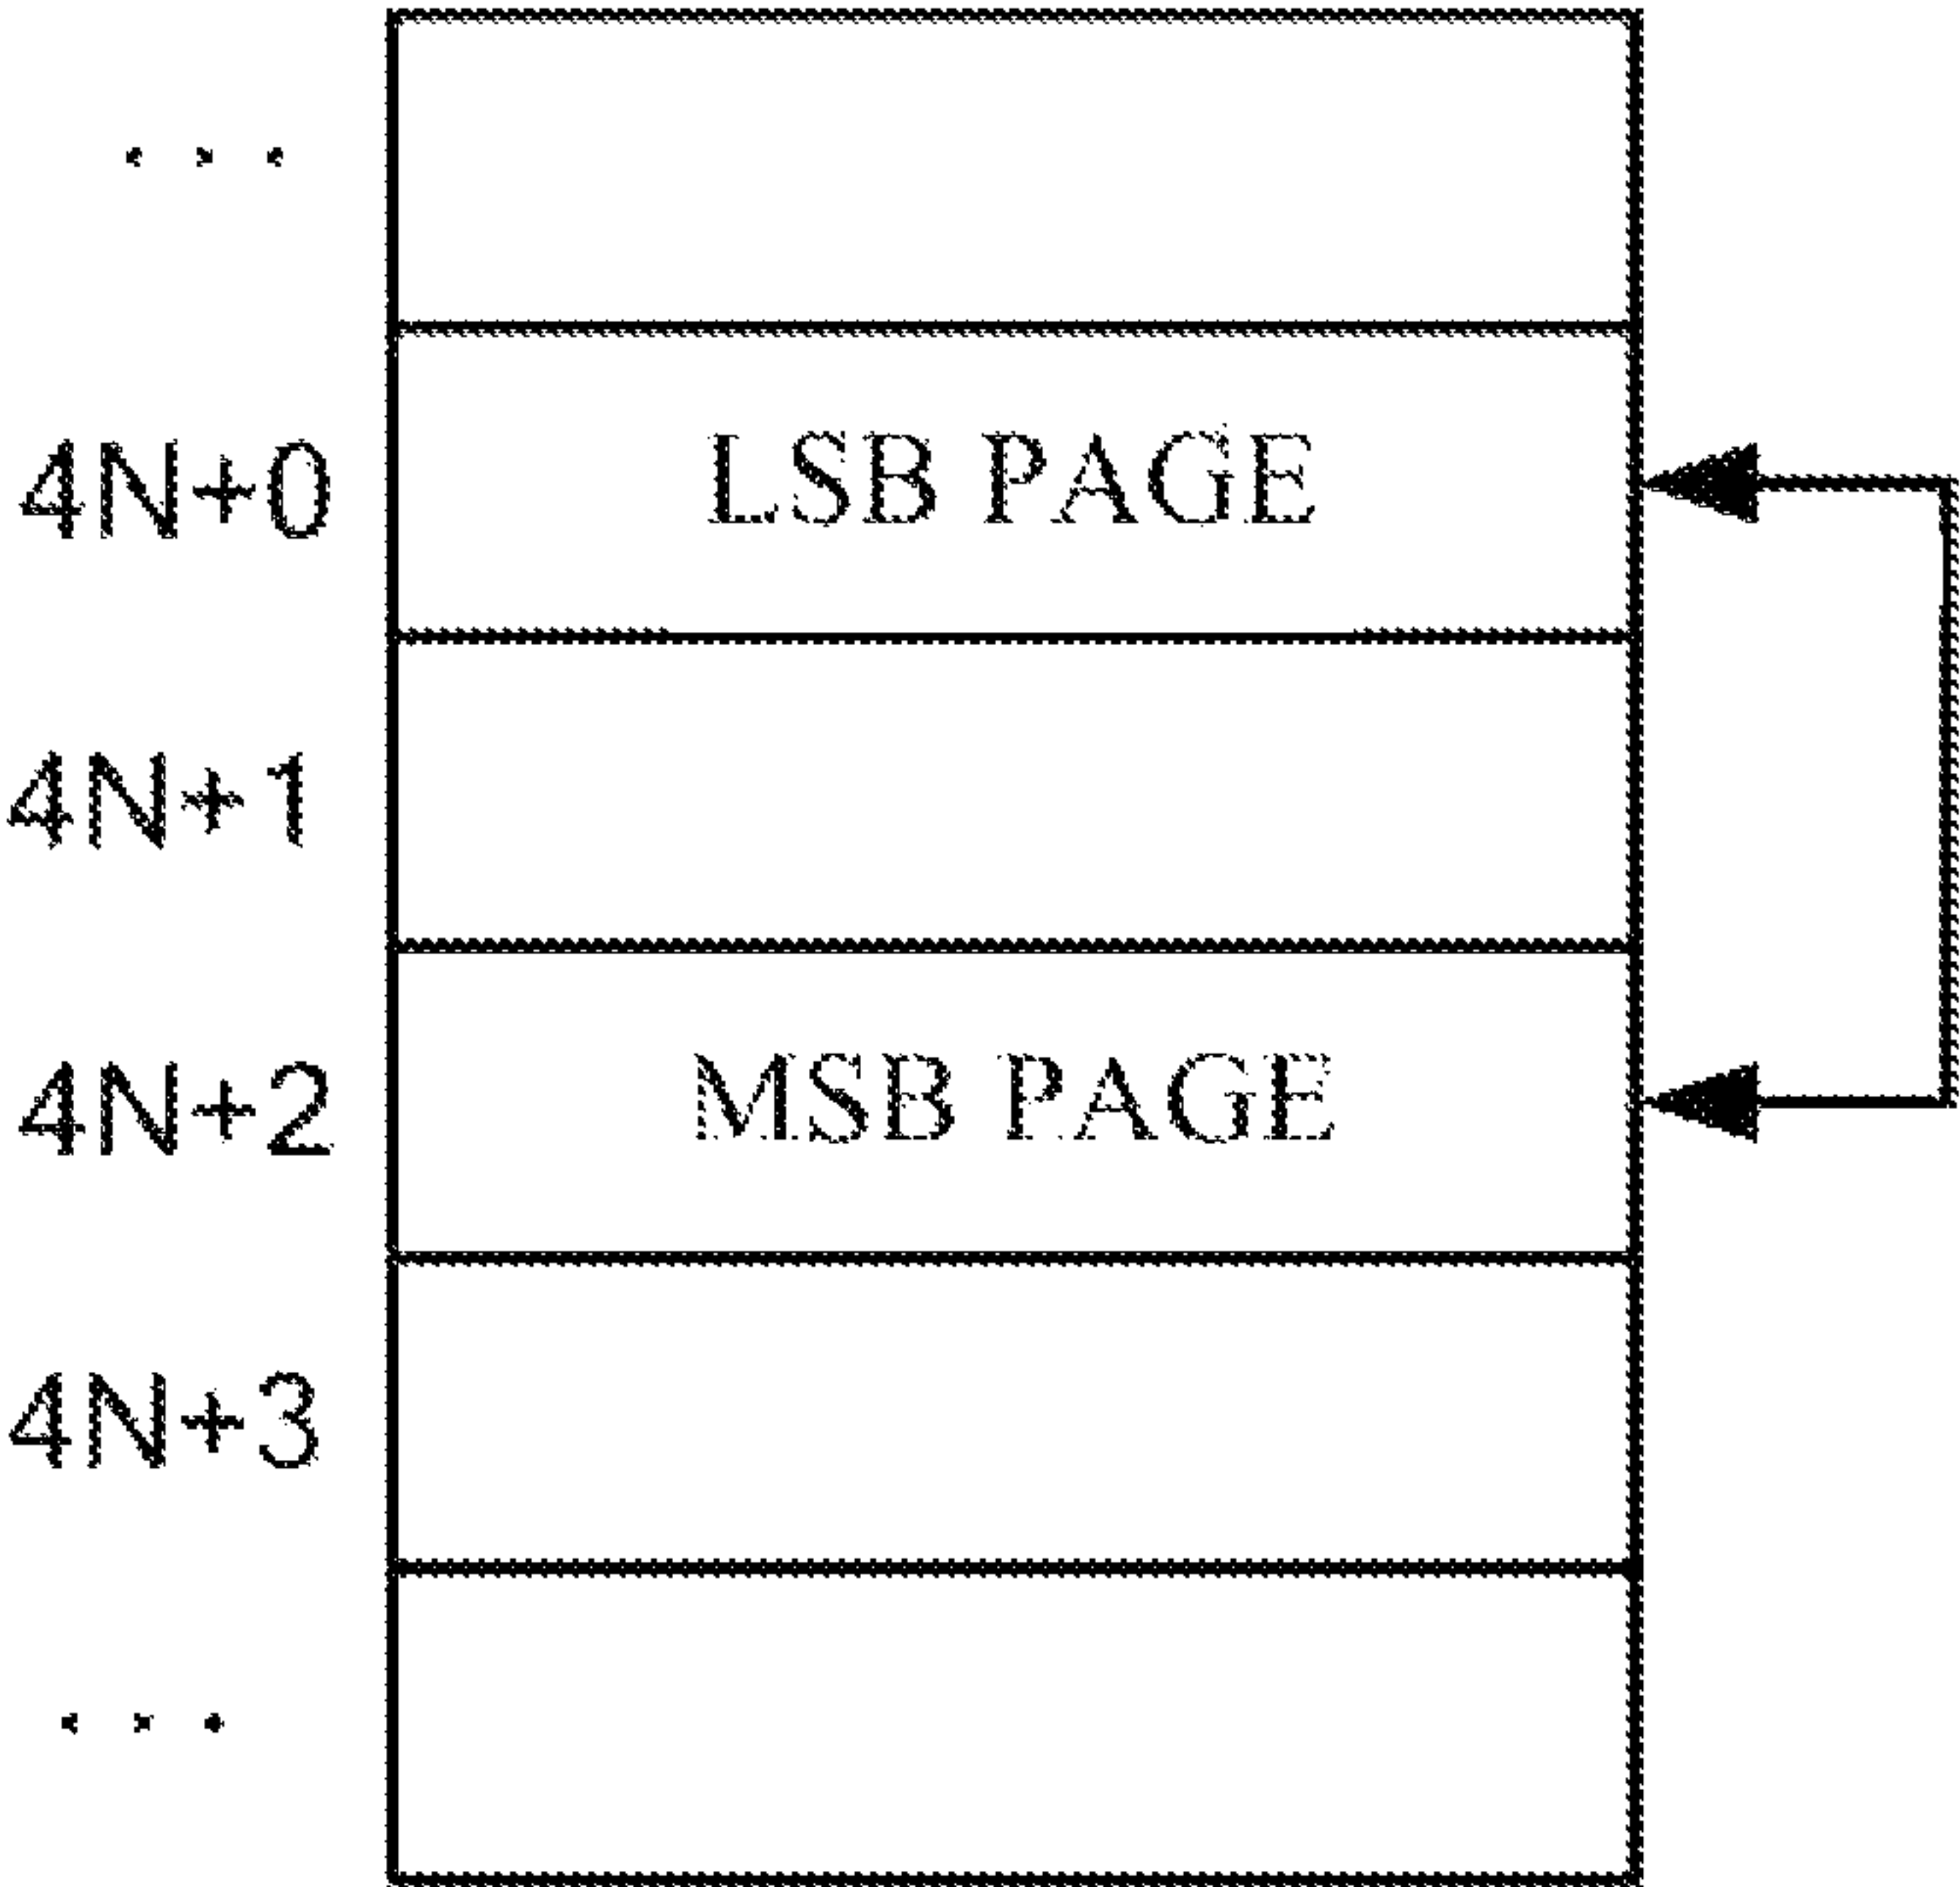 . . .
4N+0 LSB PAGE
4N+1
4N+2 MSB PAGE
4N+3
. . .